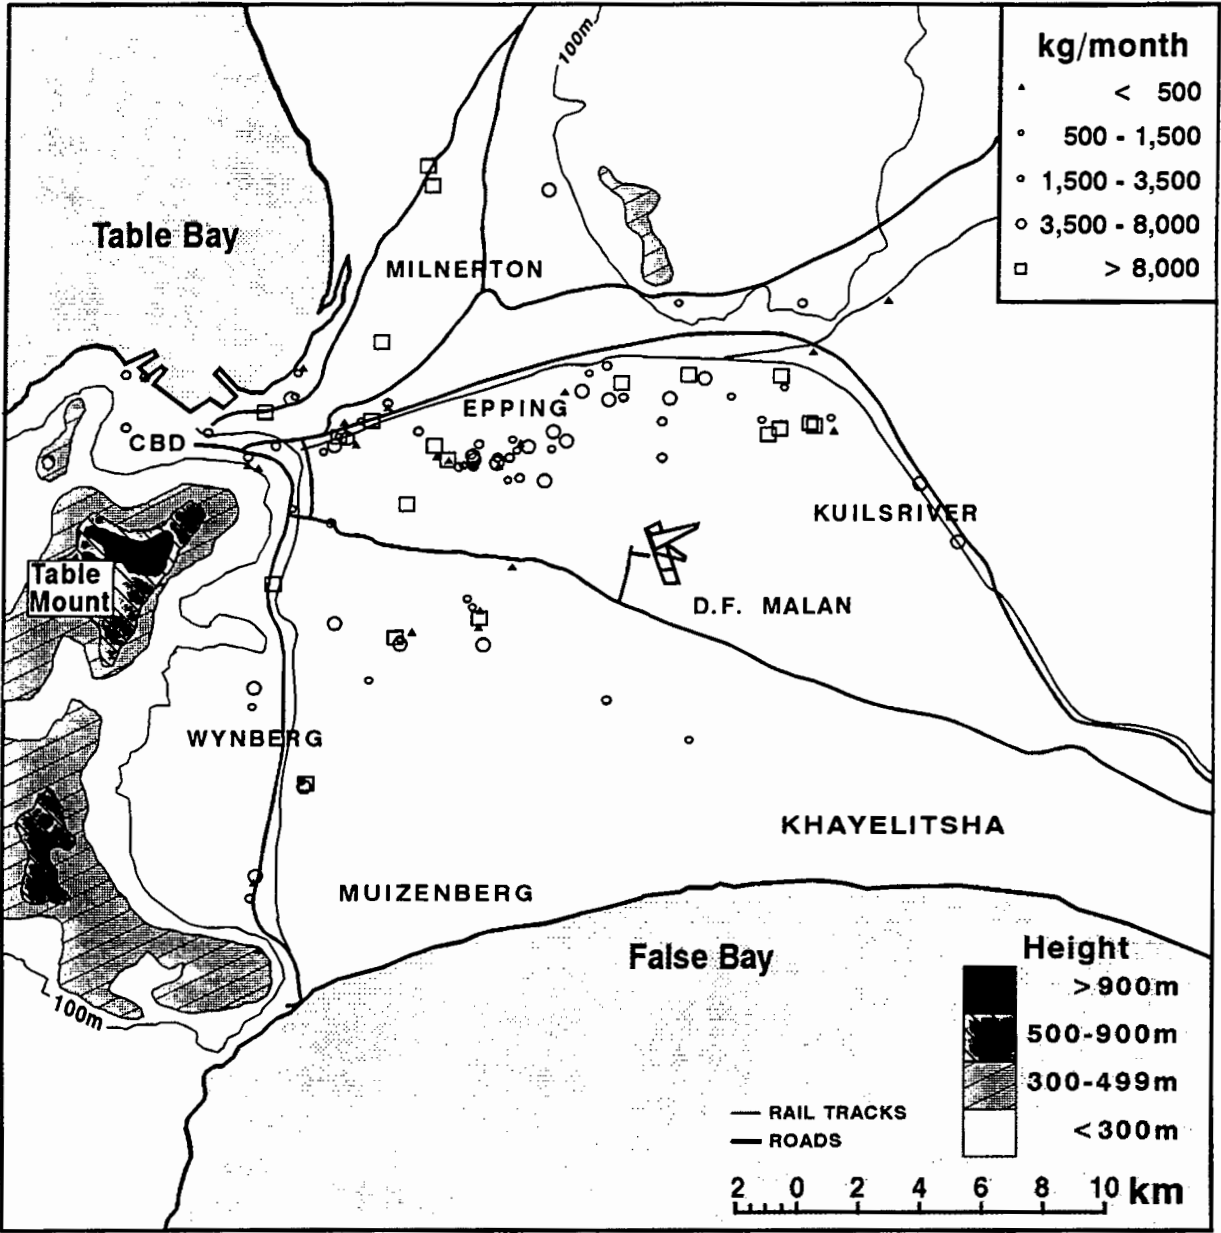 100m
kg/month
< 500
500 - 1,500
1,500 - 3,500
3,500 - 8,000
> 8,000
Table Bay
MILNERTON
EPPING
CBD
KUILSRIVER
Table
Mount
D.F. MALAN
WYNBERG
KHAYELITSHA
MUIZENBERG
False Bay
100m
Height
>900m
500-900m
300-499m
<300m
RAIL TRACKS
ROADS
2 0 2 4 6 8 10 km